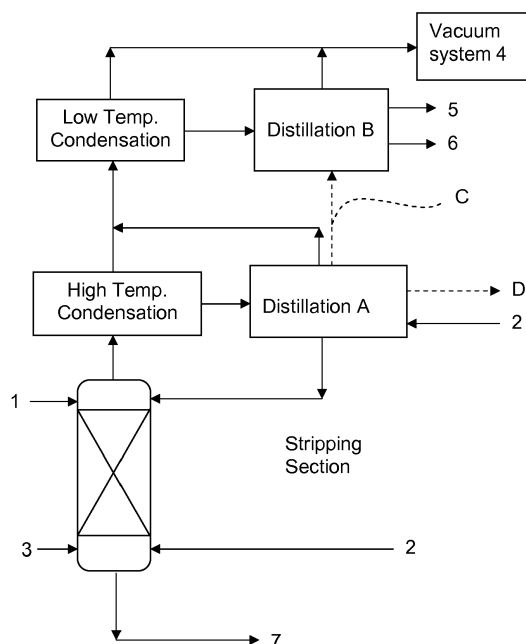 Vacuum
system 4
Low Temp.
Condensation
Distillation B
5
6
C
High Temp.
Condensation
Distillation A
D
2
1
Stripping
Section
3
2
7